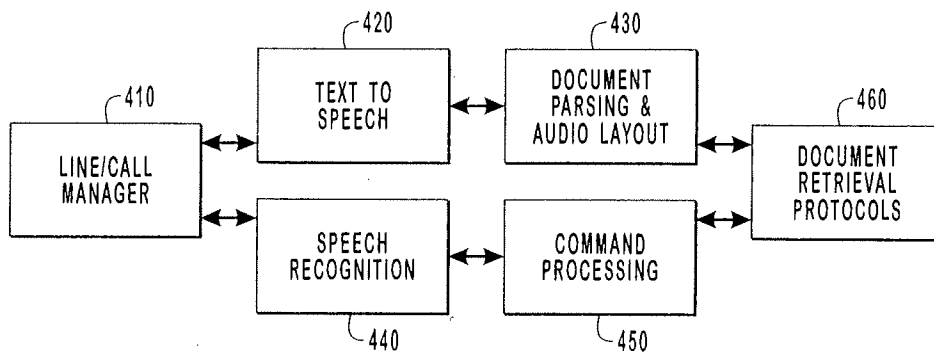 420
TEXT TO
SPEECH
430
DOCUMENT
PARSING &
AUDIO LAYOUT
410
LINE/CALL
MANAGER
460
DOCUMENT
RETRIEVAL
PROTOCOLS
SPEECH
RECOGNITION
440
COMMAND
PROCESSING
450